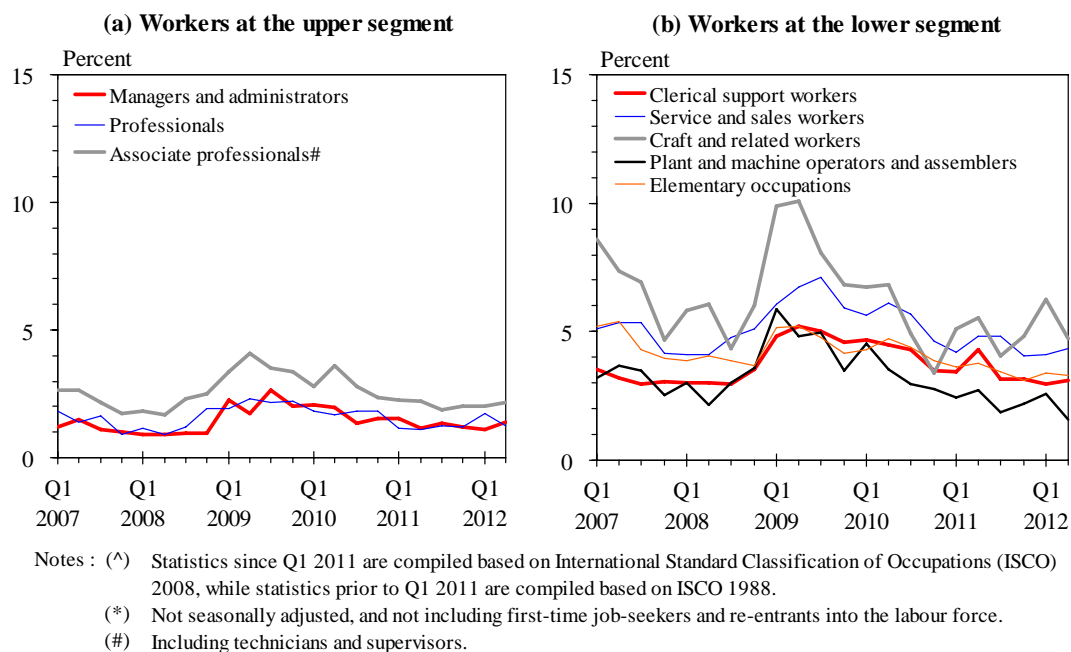 (a) Workers at the upper segment
Percent
15
10
5
0
Managers and administrators
Professionals
Associate professionals#
Q1 Q1 Q1 Q1 Q1 Q1
2007 2008 2009 2010 2011 2012
(b) Workers at the lower segment
Percent
15
10
5
0
Clerical support workers
Service and sales workers
Craft and related workers
Plant and machine operators and assemblers
Elementary occupations
Q1 Q1 Q1 Q1 Q1 Q1
2007 2008 2009 2010 2011 2012
Notes : (^) Statistics since Q1 2011 are compiled based on International Standard Classification of Occupations (ISCO)
2008, while statistics prior to Q1 2011 are compiled based on ISCO 1988.
(*) Not seasonally adjusted, and not including first-time job-seekers and re-entrants into the labour force.
(#) Including technicians and supervisors.